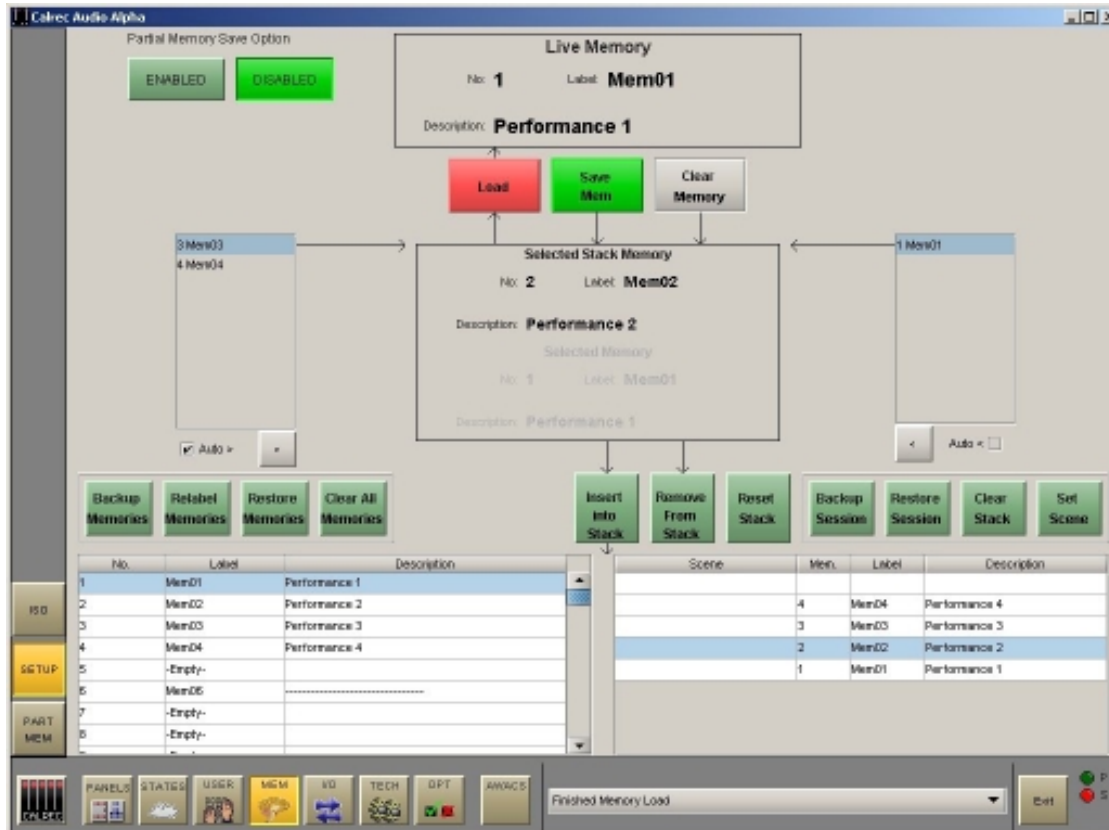 Calrec Audio Alpha
Partial Memory Save Option
ENABLED
DISABLED
Live Memory
No: 1 Label: Mem01
Description: Performance 1
Load
Save
Mem
Clear
Memory
3 Mem03
4 Mem04
Selected Stack Memory
No: 2 Label: Mem02
Description: Performance 2
Selected Memory
No: 1 Label: Mem01
Description: Performance 1
1 Mem01
Auto >
>
<
Auto <
Backup
Memories
Relabel
Memories
Restore
Memories
Clear All
Memories
Insert
Into
Stack
Remove
From
Stack
Reset
Stack
Backup
Session
Restore
Session
Clear
Stack
Set
Scene
No. Label Description
1 Mem01 Performance 1
2 Mem02 Performance 2
3 Mem03 Performance 3
4 Mem04 Performance 4
5 -Empty-
6 Mem06 --------------------------------
7 -Empty-
8 -Empty-
Scene Mem. Label Description
4 Mem04 Performance 4
3 Mem03 Performance 3
2 Mem02 Performance 2
1 Mem01 Performance 1
ISO
SETUP
PART
MEM
CALREC
PANELS
STATES
USER
MEM
I/O
TECH
OPT
AWACS
Finished Memory Load
Exit
P
S